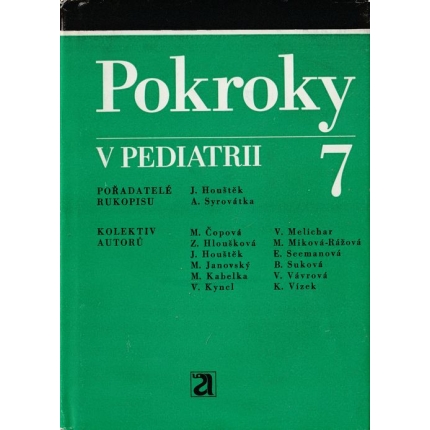 Pokroky
V PEDIATRII 7
POŘADATELÉ J. Houštěk
RUKOPISU A. Syrovátka
KOLEKTIV M. Čopová V. Melichar
AUTORŮ Z. Hloušková M. Miková-Rážová
J. Houštěk E. Seemanová
M. Janovský B. Suková
M. Kabelka V. Vávrová
V. Kyncl K. Vízek